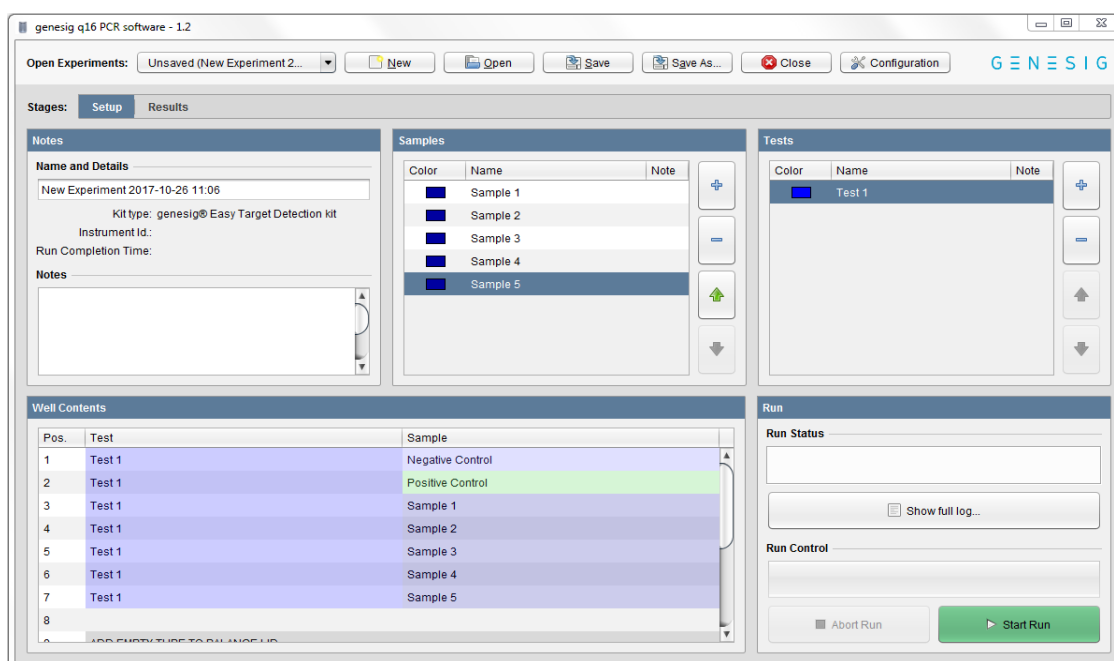 genesig q16 PCR software - 1.2
Open Experiments: Unsaved (New Experiment 2... New Open Save Save As... Close Configuration GENESIG
Stages: Setup Results
Notes
Name and Details
New Experiment 2017-10-26 11:06
Kit type: genesig® Easy Target Detection kit
Instrument Id.:
Run Completion Time:
Notes
Samples
Color Name Note
Sample 1
Sample 2
Sample 3
Sample 4
Sample 5
Tests
Color Name Note
Test 1
Well Contents
Pos. Test Sample
1 Test 1 Negative Control
2 Test 1 Positive Control
3 Test 1 Sample 1
4 Test 1 Sample 2
5 Test 1 Sample 3
6 Test 1 Sample 4
7 Test 1 Sample 5
8
ADD EMPTY TUBE TO BALANCE LID
Run
Run Status
Show full log...
Run Control
Abort Run Start Run